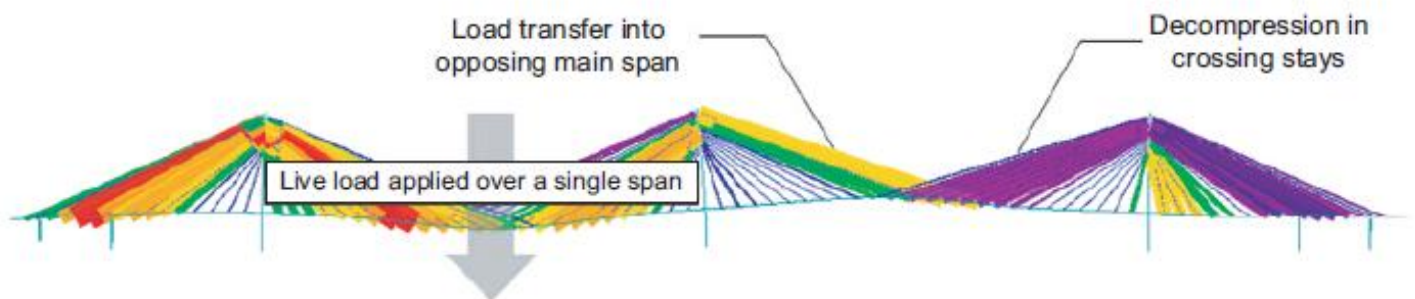 Load transfer into
opposing main span
Decompression in
crossing stays
Live load applied over a single span